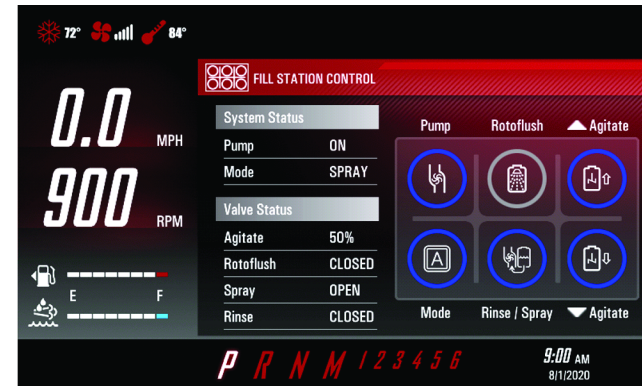 72° 84°
FILL STATION CONTROL
0.0 MPH
900 RPM
System Status
Pump ON
Mode SPRAY
Valve Status
Agitate 50%
Rotoflush CLOSED
Spray OPEN
Rinse CLOSED
Pump Rotoflush Agitate
A
Mode Rinse / Spray Agitate
E F
P R N M 1 2 3 4 5 6
9:00 AM
8/1/2020